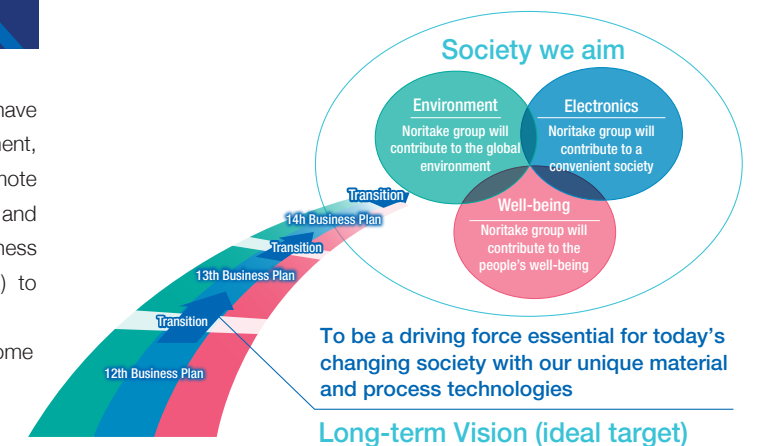 have
ment,
mote
and
ness
) to
ome
Society we aim
Environment
Noritake group will
contribute to the global
environment
Electronics
Noritake group will
contribute to a
convenient society
Well-being
Noritake group will
contribute to the
people's well-being
Transition
14h Business Plan
Transition
13th Business Plan
Transition
12th Business Plan
To be a driving force essential for today's
changing society with our unique material
and process technologies
Long-term Vision (ideal target)